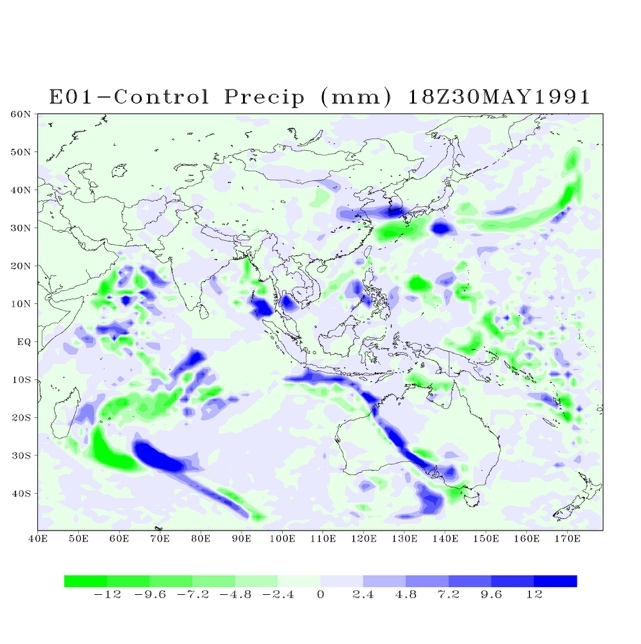 E01-Control Precip (mm) 18Z30MAY1991
60N
50N
40N
30N
20N
10N
EQ
10S
20S
30S
40S
40E 50E 60E 70E 80E 90E 100E 110E 120E 130E 140E 150E 160E 170E
-12 -9.6 -7.2 -4.8 -2.4 0 2.4 4.8 7.2 9.6 12